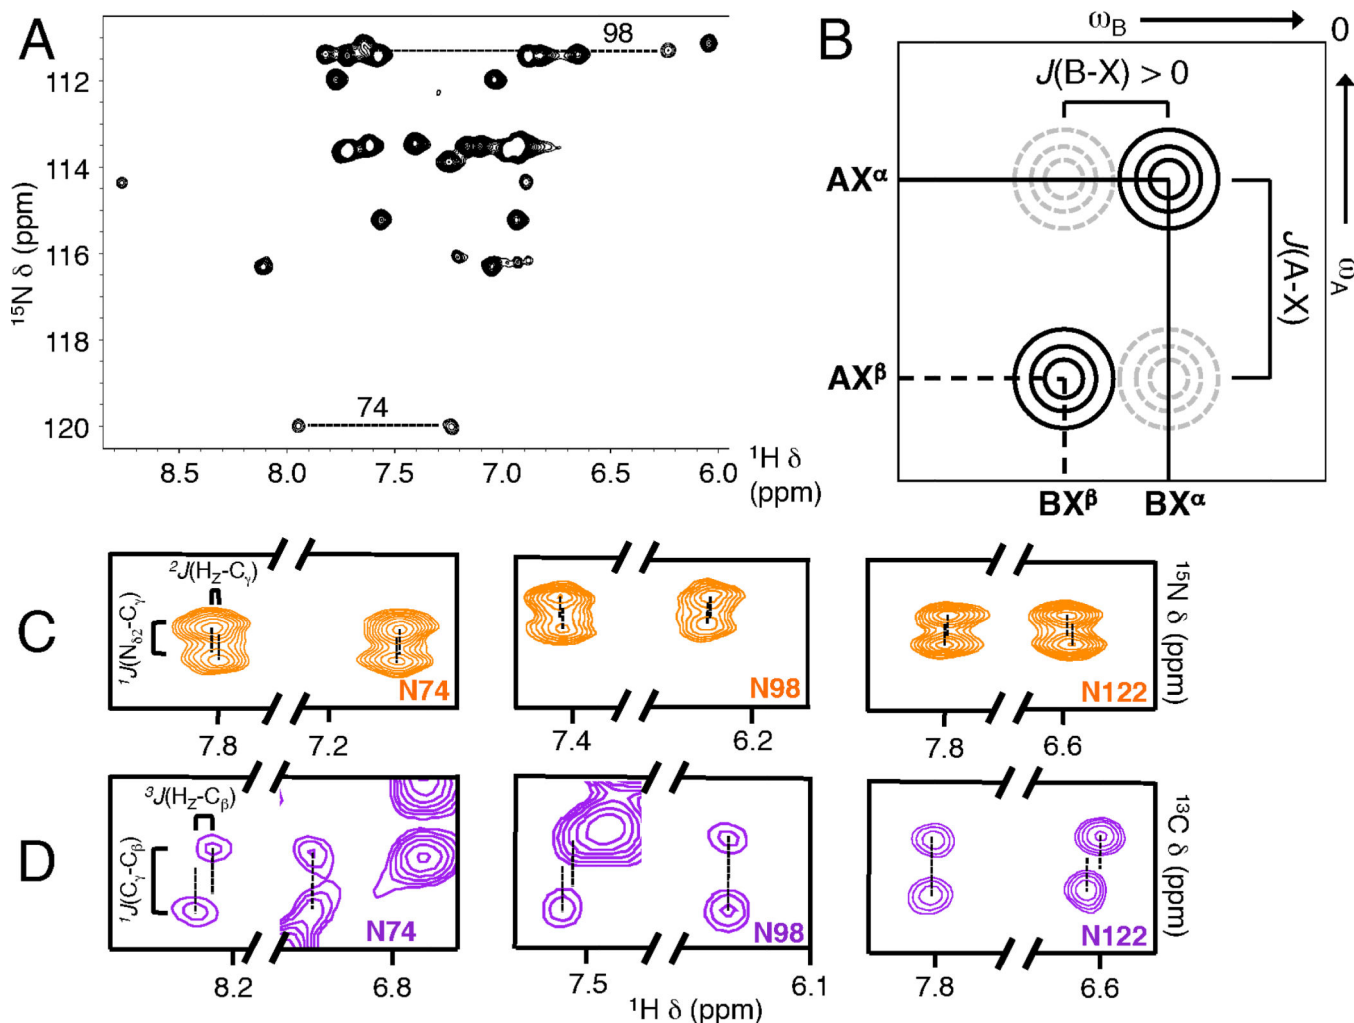 A
98
112
114
116
118
120
¹⁵N δ (ppm)
74
8.5 8.0 7.5 7.0 6.5 6.0
¹H δ
(ppm)
B
ω_B
0
J(B-X) > 0
AX^α
AX^β
J(A-X)
ω_A
BX^β BX^α
C
²J(H_Z-C_γ)
¹J(N_δ2-C_γ)
N74
7.8 7.2
N98
7.4 6.2
N122
7.8 6.6
¹⁵N δ (ppm)
D
³J(H_Z-C_β)
¹J(C_γ-C_β)
N74
8.2 6.8
N98
7.5 6.1
N122
7.8 6.6
¹³C δ (ppm)
¹H δ (ppm)